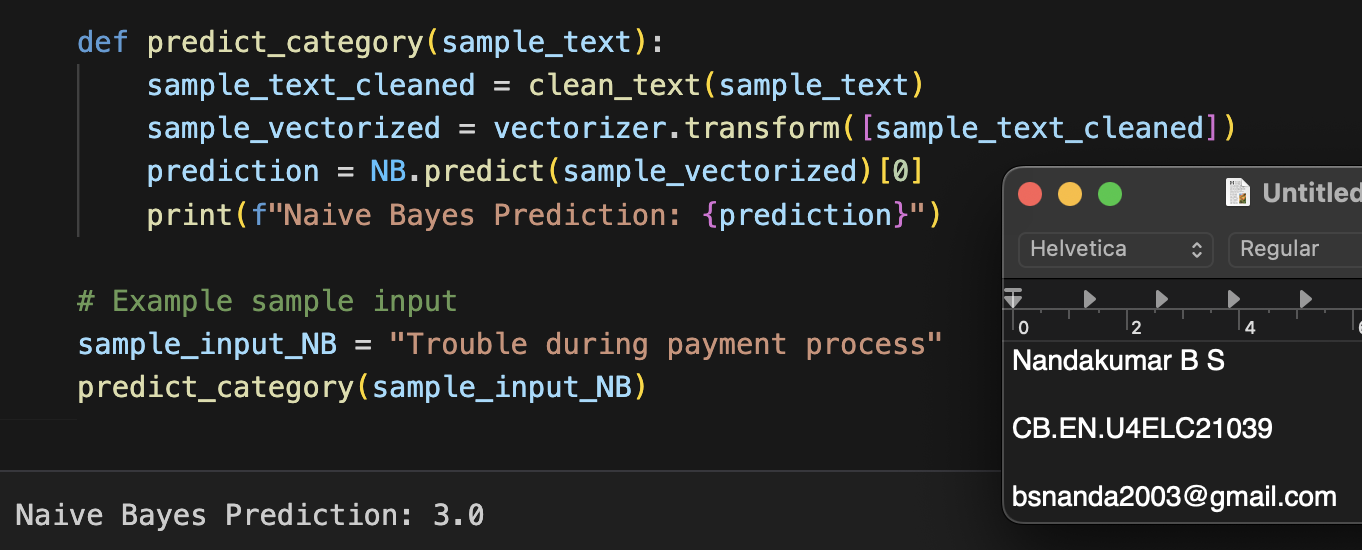 def predict_category(sample_text):
    sample_text_cleaned = clean_text(sample_text)
    sample_vectorized = vectorizer.transform([sample_text_cleaned])
    prediction = NB.predict(sample_vectorized)[0]
    print(f"Naive Bayes Prediction: {prediction}")
# Example sample input
sample_input_NB = "Trouble during payment process"
predict_category(sample_input_NB)
Naive Bayes Prediction: 3.0
Untitled
Helvetica Regular
0 2 4
Nandakumar B S
CB.EN.U4ELC21039
bsnanda2003@gmail.com